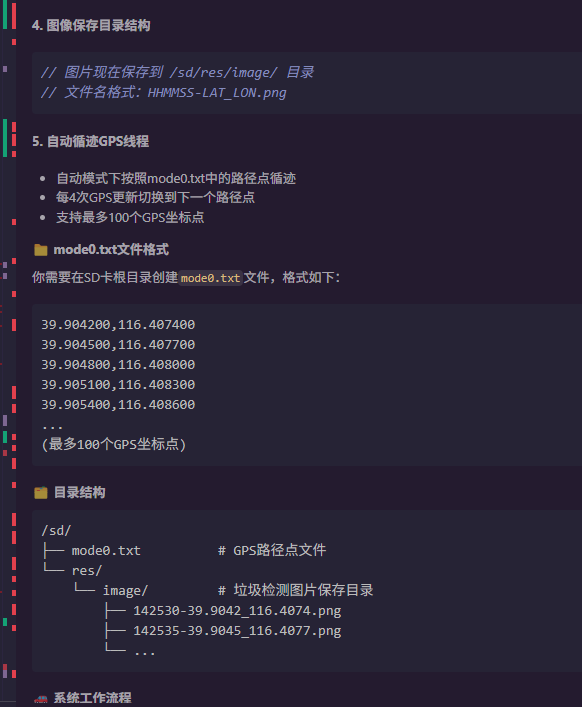 4. 图像保存目录结构
// 图片现在保存到 /sd/res/image/ 目录
// 文件名格式：HHMMSS-LAT_LON.png
5. 自动循迹GPS线程
• 自动模式下按照mode0.txt中的路径点循迹
• 每4次GPS更新切换到下一个路径点
• 支持最多100个GPS坐标点
📁 mode0.txt文件格式
你需要在SD卡根目录创建mode0.txt文件，格式如下：
39.904200,116.407400
39.904500,116.407700
39.904800,116.408000
39.905100,116.408300
39.905400,116.408600
...
(最多100个GPS坐标点)
🗂️ 目录结构
/sd/
├── mode0.txt          # GPS路径点文件
└── res/
    └── image/         # 垃圾检测图片保存目录
        ├── 142530-39.9042_116.4074.png
        ├── 142535-39.9045_116.4077.png
        └── ...
🚗 系统工作流程